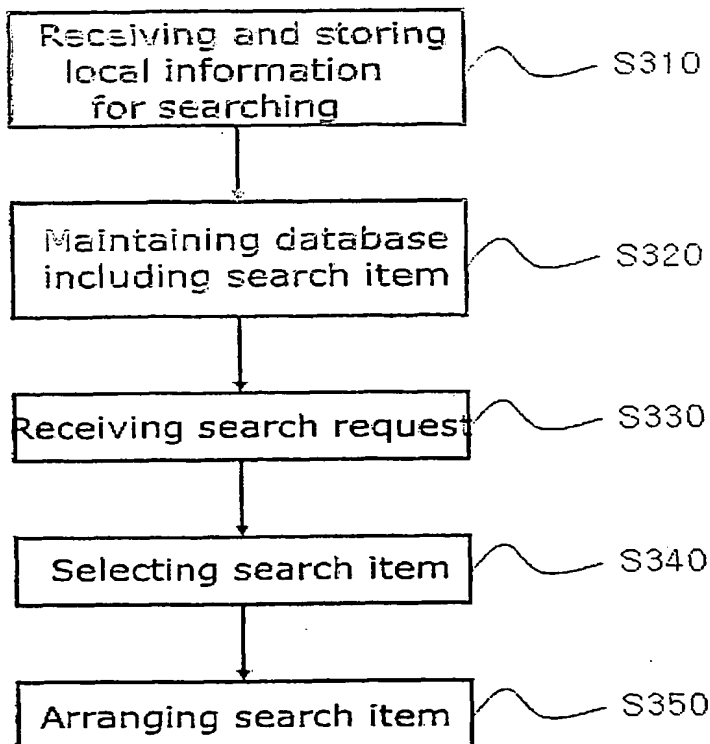 Receiving and storing
local information
for searching
S310
Maintaining database
including search item
S320
Receiving search request
S330
Selecting search item
S340
Arranging search item
S350